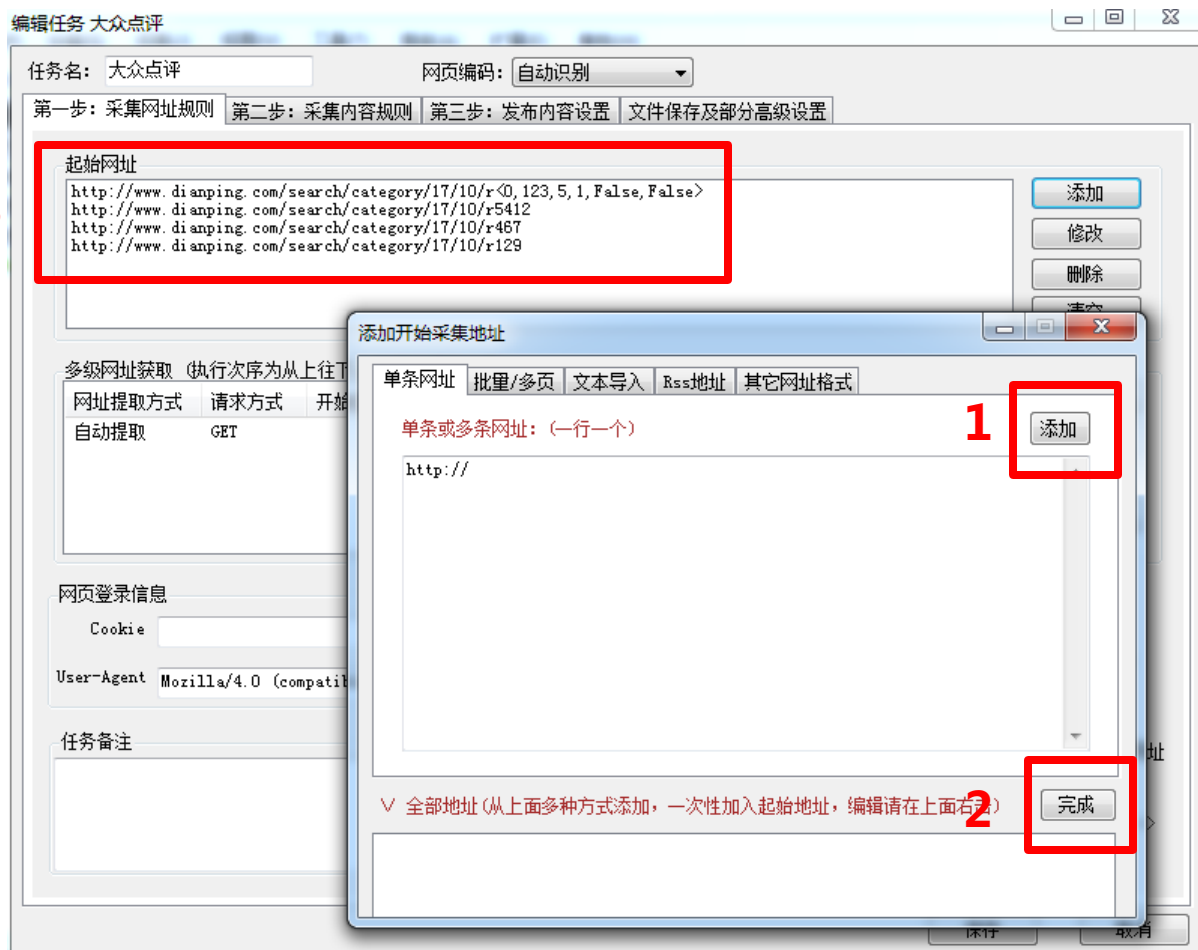 编辑任务 大众点评
任务名： 大众点评
网页编码： 自动识别
第一步：采集网址规则 第二步：采集内容规则 第三步：发布内容设置 文件保存及部分高级设置
起始网址
http://www.dianping.com/search/category/17/10/r<0,123,5,1,False,False>
http://www.dianping.com/search/category/17/10/r5412
http://www.dianping.com/search/category/17/10/r467
http://www.dianping.com/search/category/17/10/r129
添加
修改
删除
清空
多级网址获取 （执行次序为从上往下
网址提取方式 请求方式 开始
自动提取 GET
网页登录信息
Cookie
User-Agent Mozilla/4.0 (compatib
任务备注
添加开始采集地址
单条网址 批量/多页 文本导入 Rss地址 其它网址格式
单条或多条网址：（一行一个）
1
添加
http://
∨ 全部地址(从上面多种方式添加，一次性加入起始地址，编辑请在上面右击)
2
完成
址
保存 取消